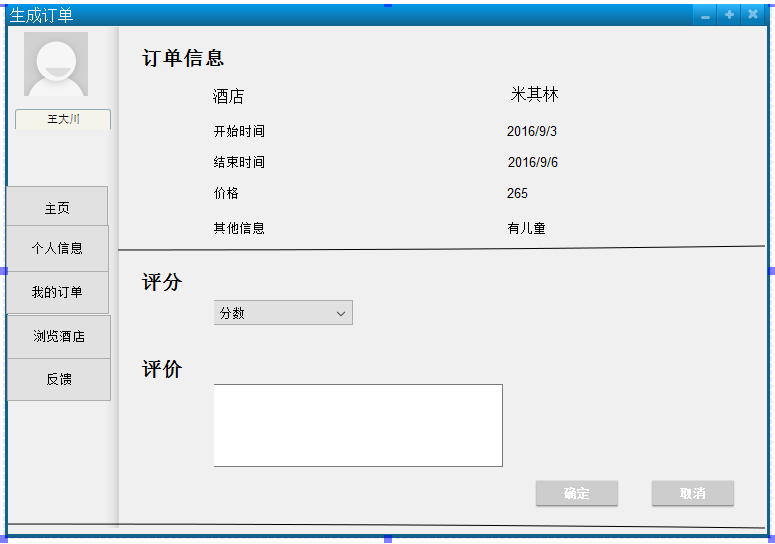 生成订单
王大川
主页
个人信息
我的订单
浏览酒店
反馈
订单信息
酒店 米其林
开始时间 2016/9/3
结束时间 2016/9/6
价格 265
其他信息 有儿童
评分
分数
评价
确定 取消